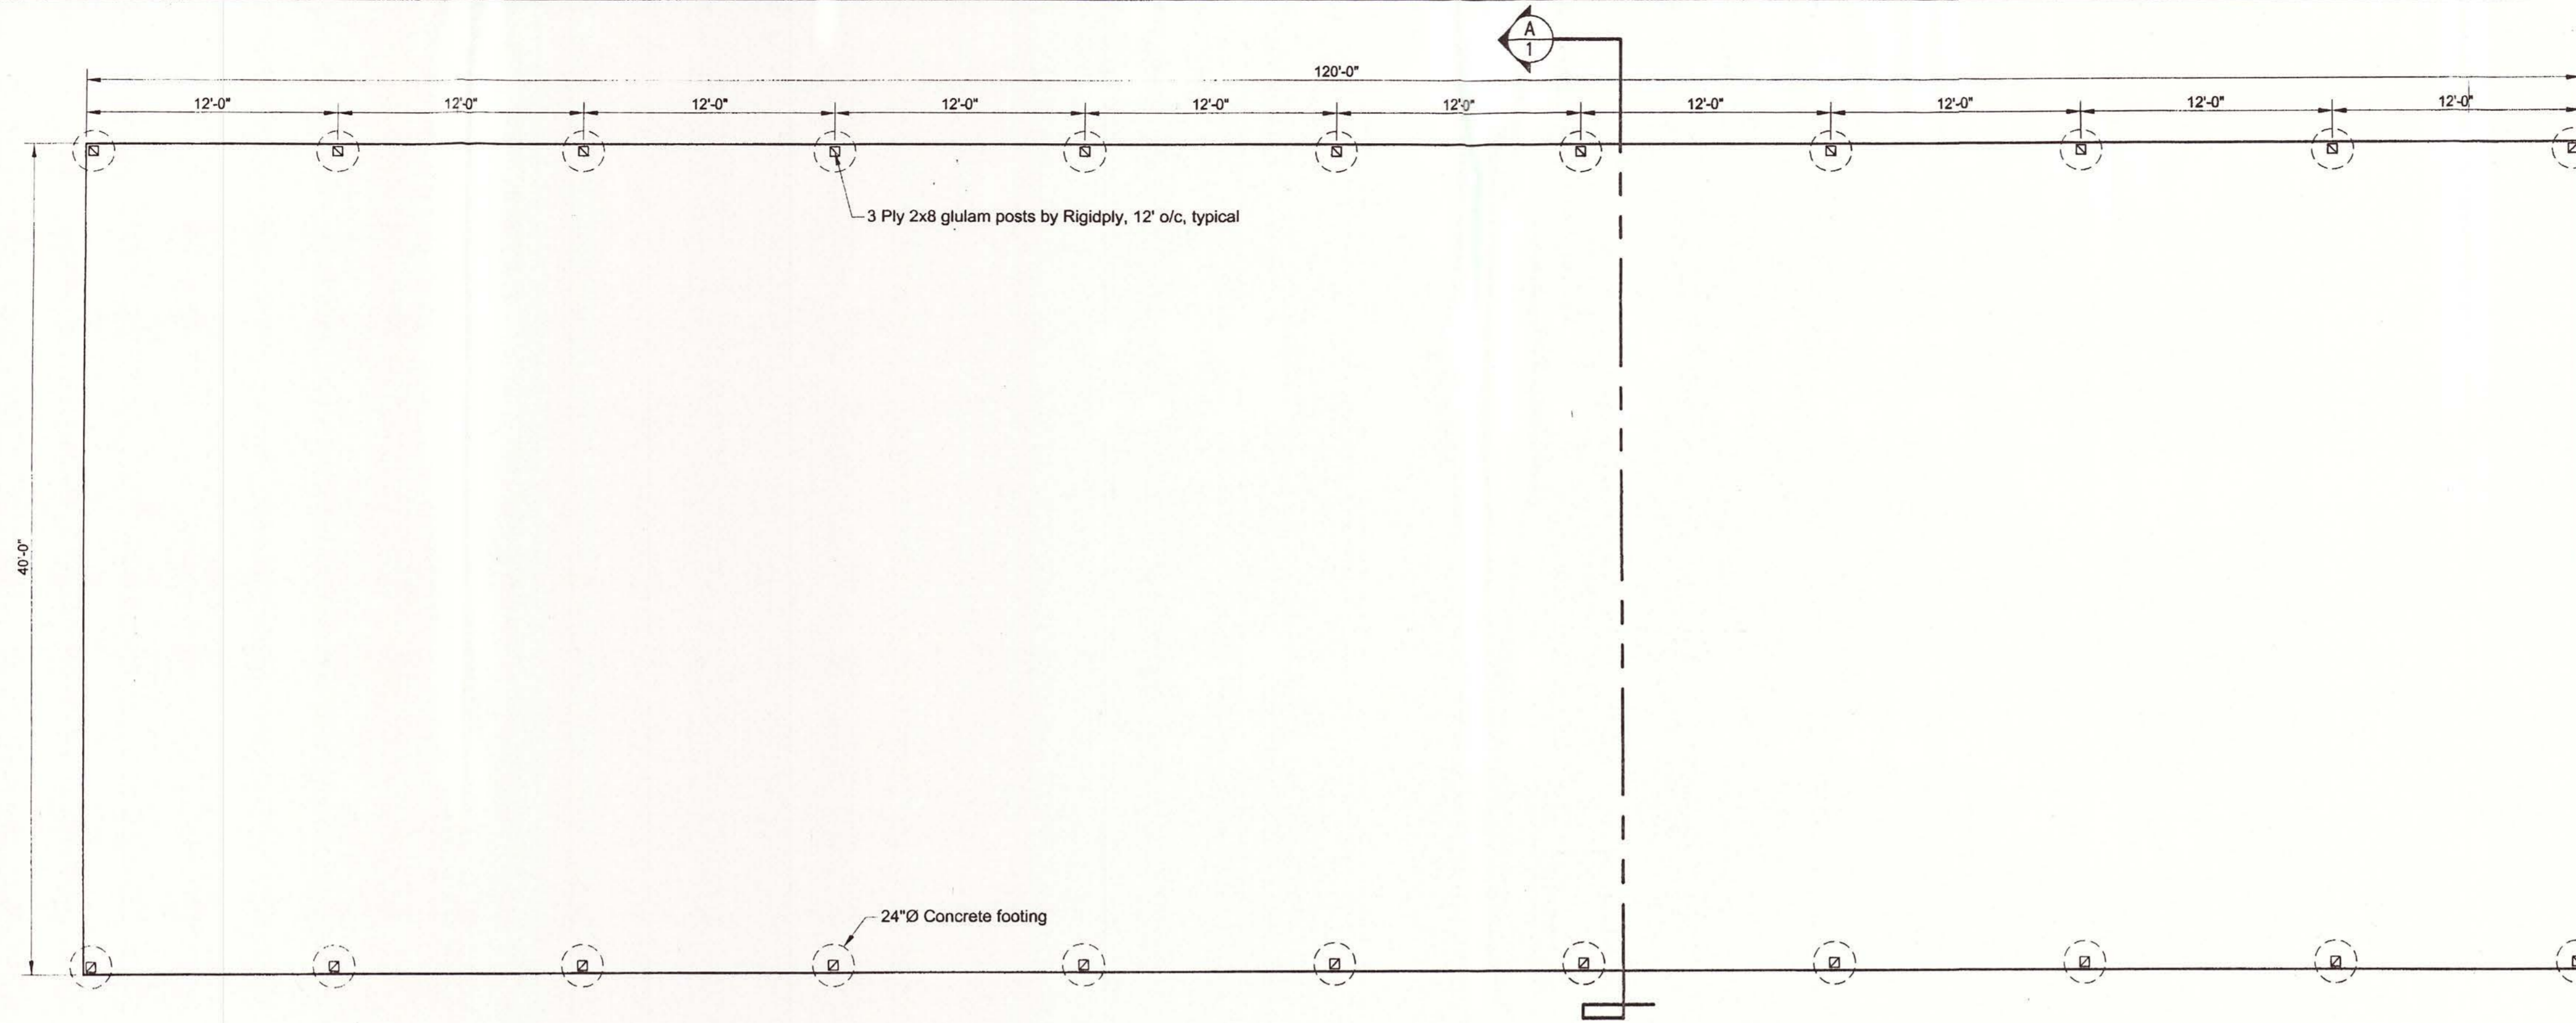 A
1
120'-0"
12'-0" 12'-0" 12'-0" 12'-0" 12'-0" 12'-0" 12'-0" 12'-0" 12'-0" 12'-0"
3 Ply 2x8 glulam posts by Rigidply, 12' o/c, typical
40'-0"
24"Ø Concrete footing